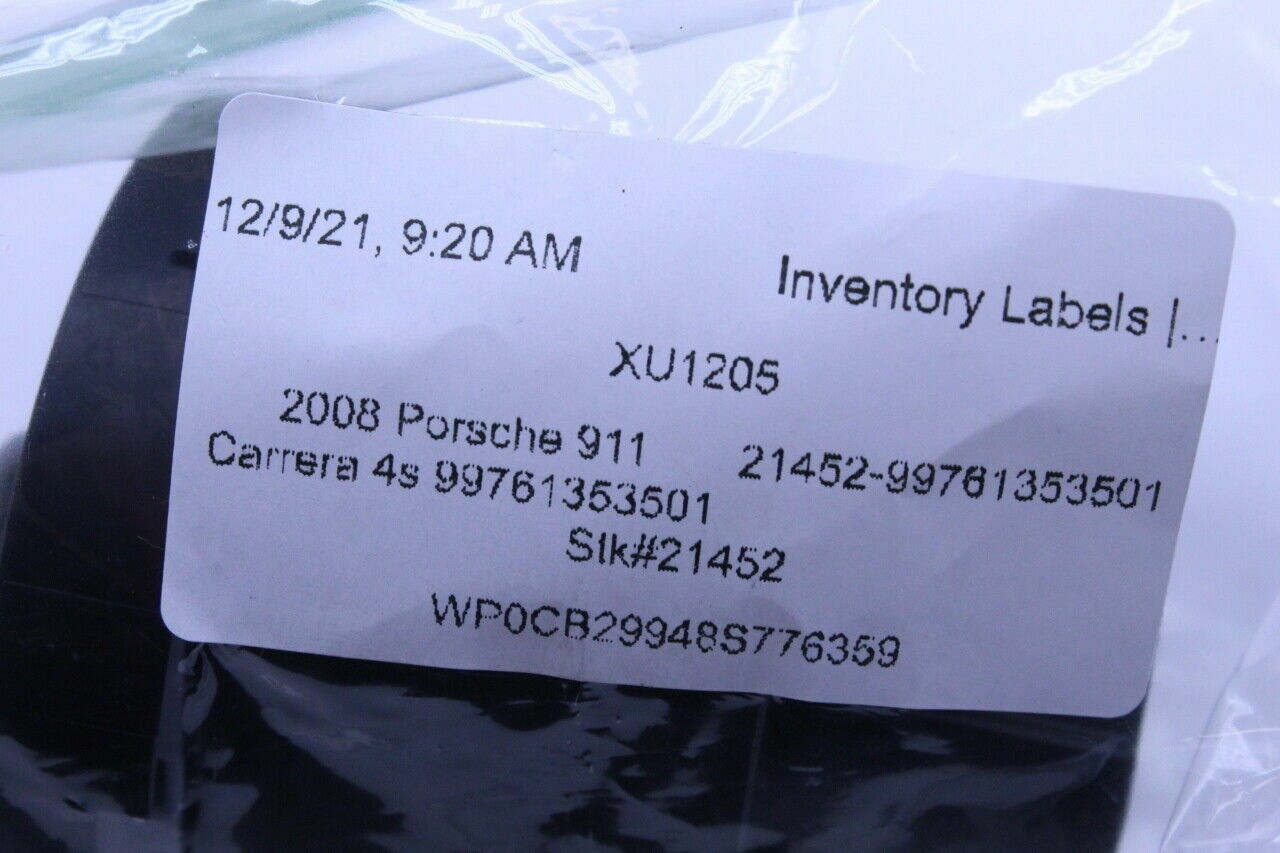 12/9/21, 9:20 AM
Inventory Labels |...
XU1205
2008 Porsche 911
21452-99761353501
Carrera 4s 99761353501
Stk#21452
WP0CB29948S776359